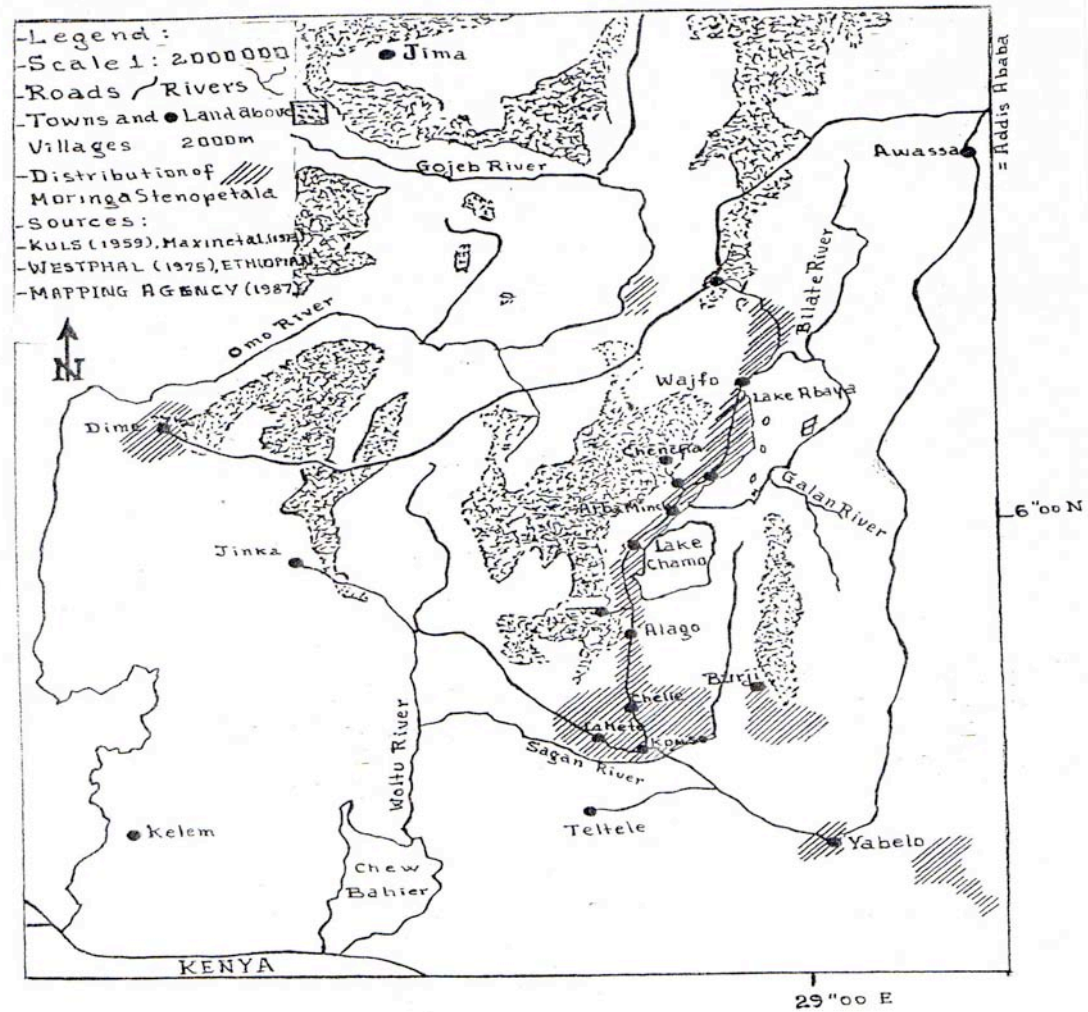 -Legend:
-Scale 1: 2000000
-Roads Rivers
-Towns and Land above
Villages 2000m
-Distribution of
Moringa Stenopetala
-Sources:
-KULS (1959), Maxinetal,
-WESTPHAL (1975), ETHIOPIAN
-MAPPING AGENCY (1987)
N
Jima
Gojeb River
Awassa
= Addis Ababa
Omo River
Bilate River
Wajfo
Lake Abaya
Dime
Chencha
Galan River
Arba Minch
6"00 N
Lake
Chamo
Jinka
Alago
Burji
Chelie
Konso
Sagan River
Woltu River
Teltele
Kelem
Yabelo
Chew
Bahier
KENYA
29"00 E